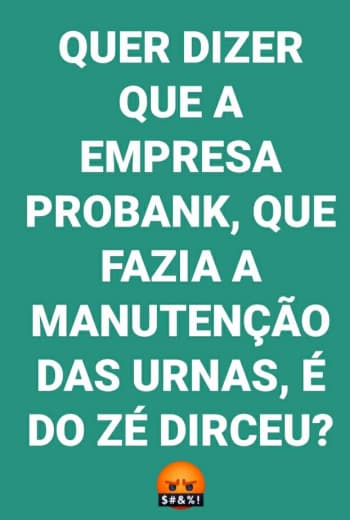 QUER DIZER
QUE A
EMPRESA
PROBANK, QUE
FAZIA A
MANUTENÇÃO
DAS URNAS, É
DO ZÉ DIRCEU?
$#&%!